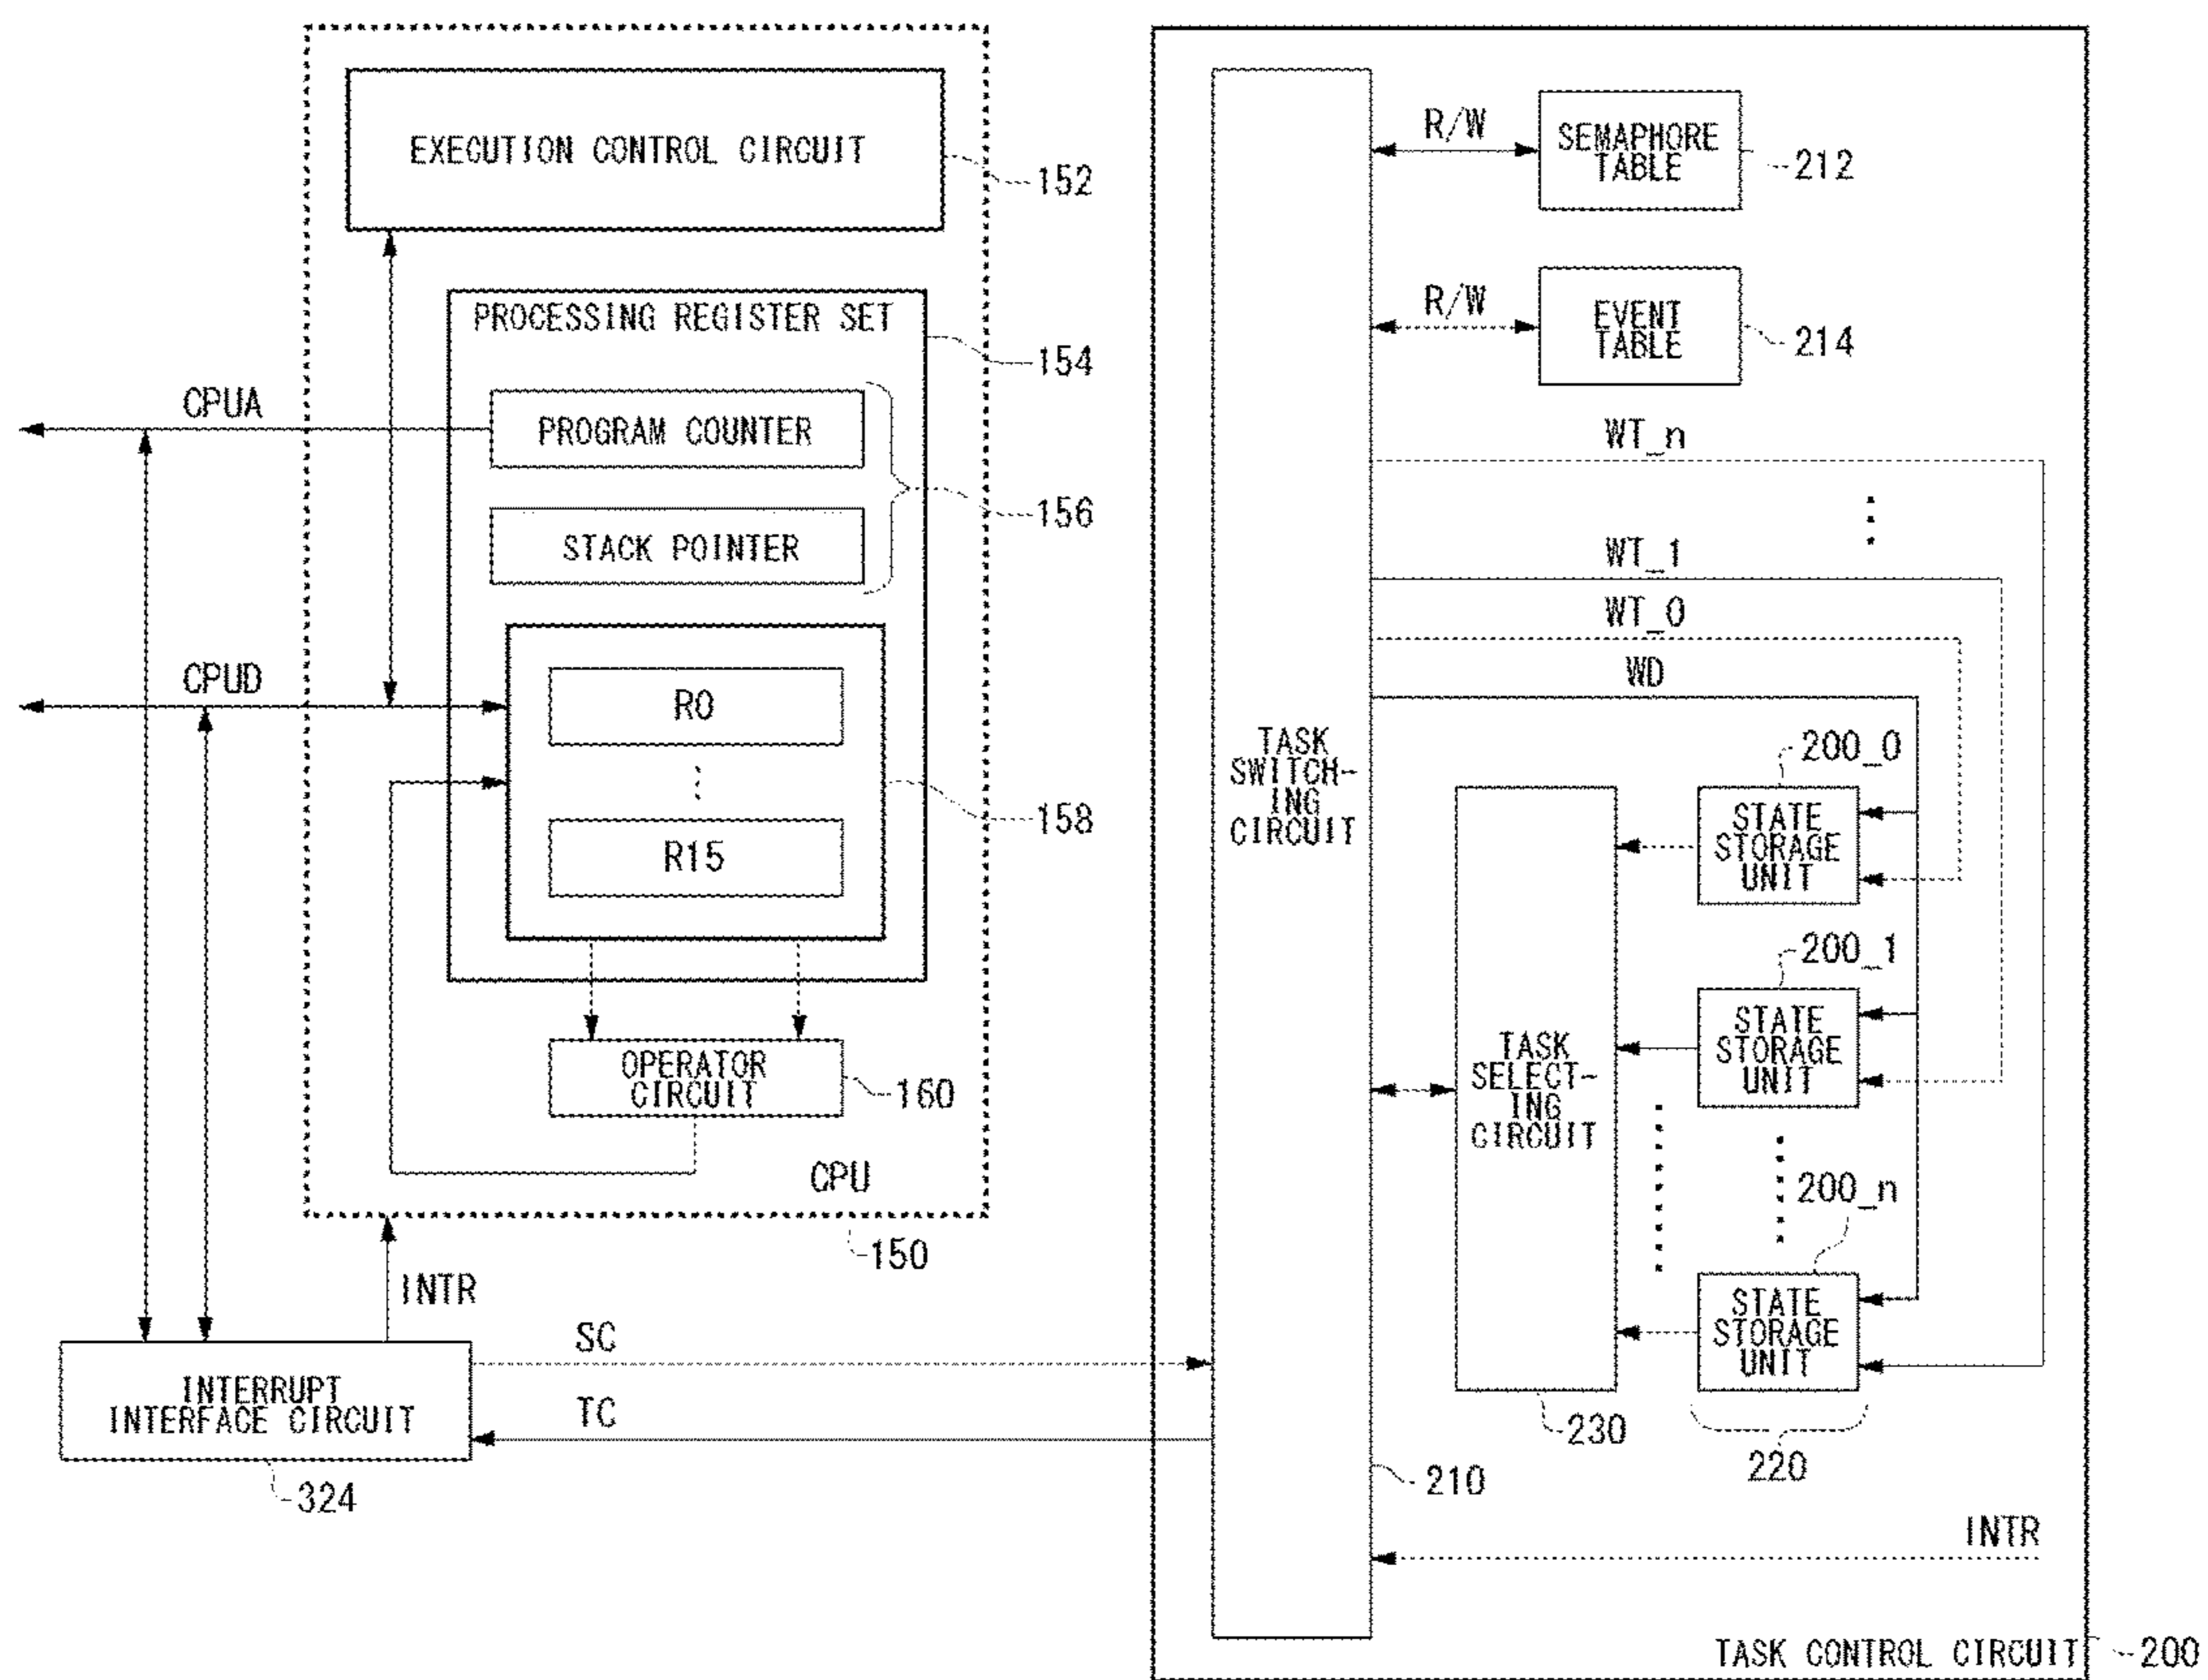 EXECUTION CONTROL CIRCUIT
152
PROCESSING REGISTER SET
154
CPUA
PROGRAM COUNTER
156
STACK POINTER
CPUD
R0
158
R15
OPERATOR
CIRCUIT
160
CPU
150
INTR
INTERRUPT
INTERFACE CIRCUIT
324
SC
TC
R/W
SEMAPHORE
TABLE
212
R/W
EVENT
TABLE
214
WT_n
WT_1
WT_0
WD
TASK
SWITCH-
ING
CIRCUIT
210
TASK
SELECT-
ING
CIRCUIT
230
200_0
STATE
STORAGE
UNIT
200_1
STATE
STORAGE
UNIT
200_n
STATE
STORAGE
UNIT
220
INTR
TASK CONTROL CIRCUIT
200